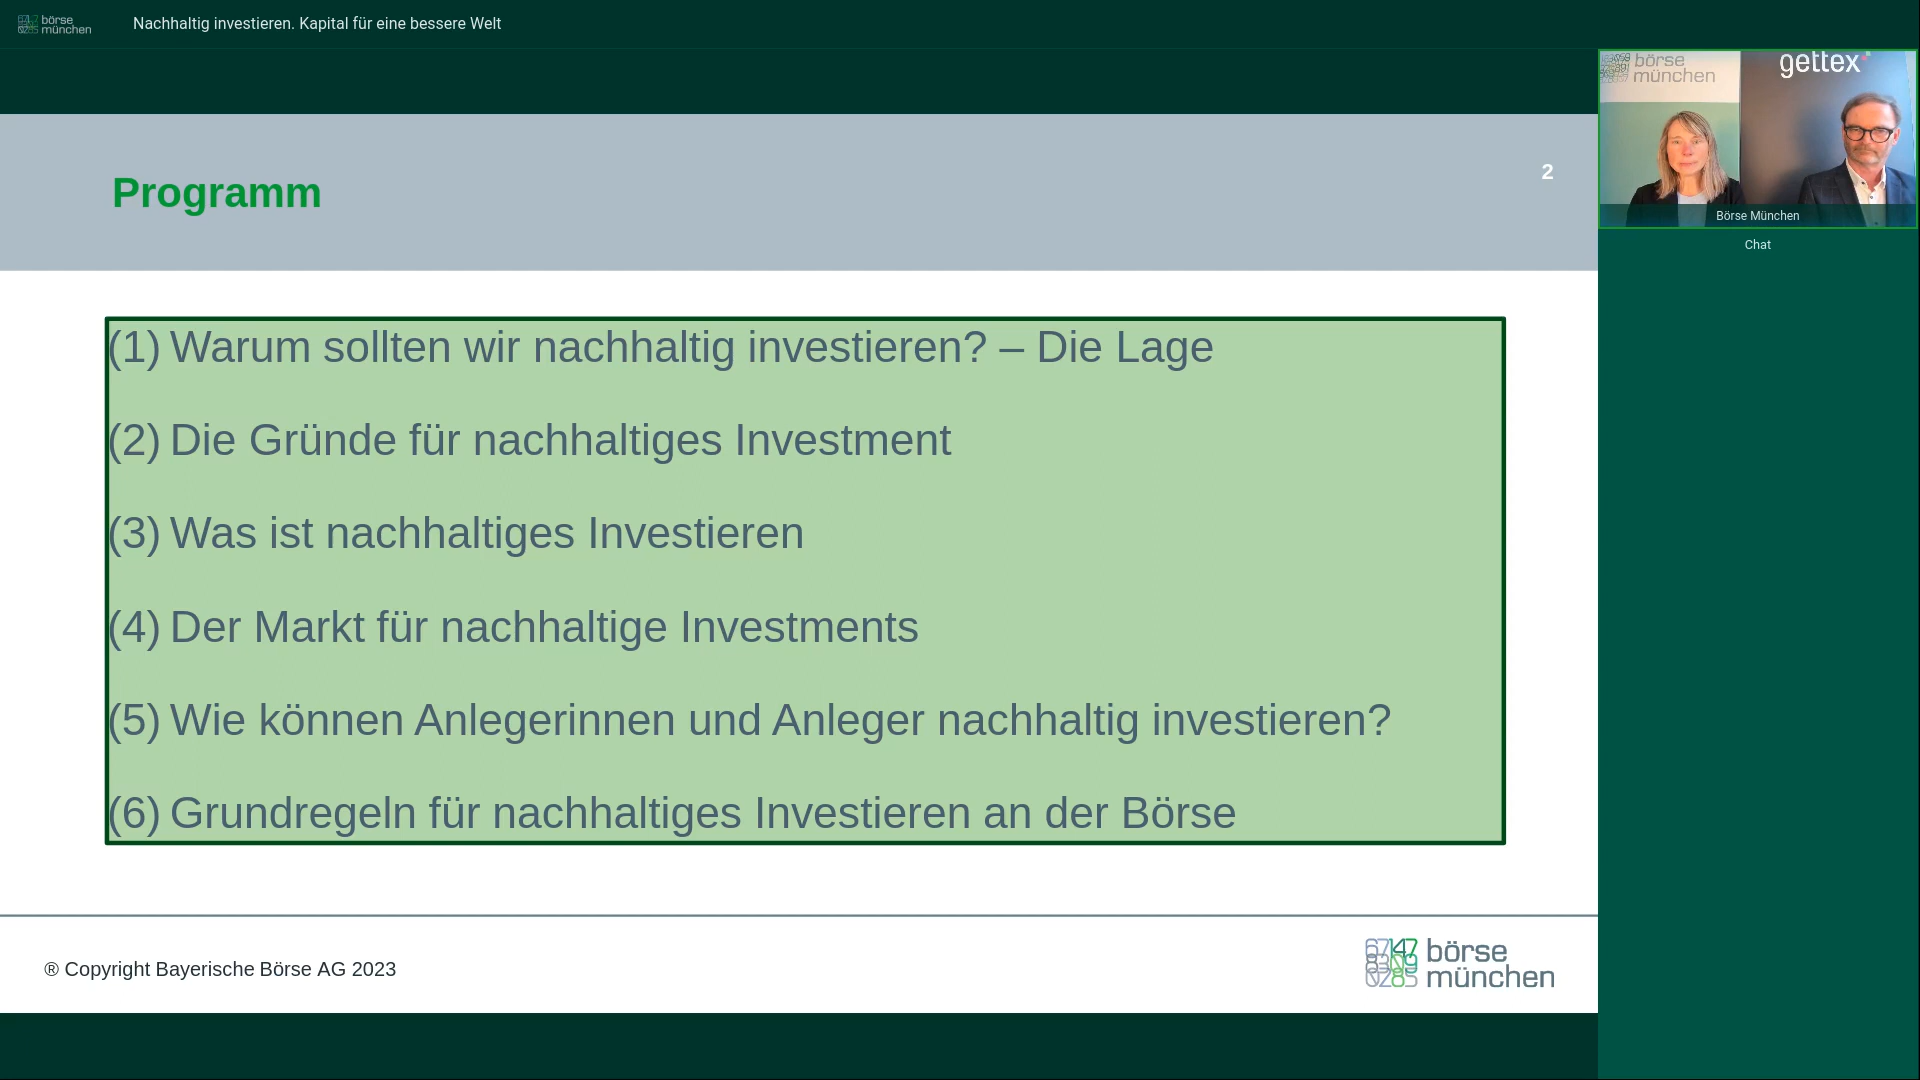 börse
münchen
Nachhaltig investieren. Kapital für eine bessere Welt
börse
münchen
gettex
Börse München
Chat
Programm
2
(1) Warum sollten wir nachhaltig investieren? – Die Lage
(2) Die Gründe für nachhaltiges Investment
(3) Was ist nachhaltiges Investieren
(4) Der Markt für nachhaltige Investments
(5) Wie können Anlegerinnen und Anleger nachhaltig investieren?
(6) Grundregeln für nachhaltiges Investieren an der Börse
® Copyright Bayerische Börse AG 2023
börse
münchen